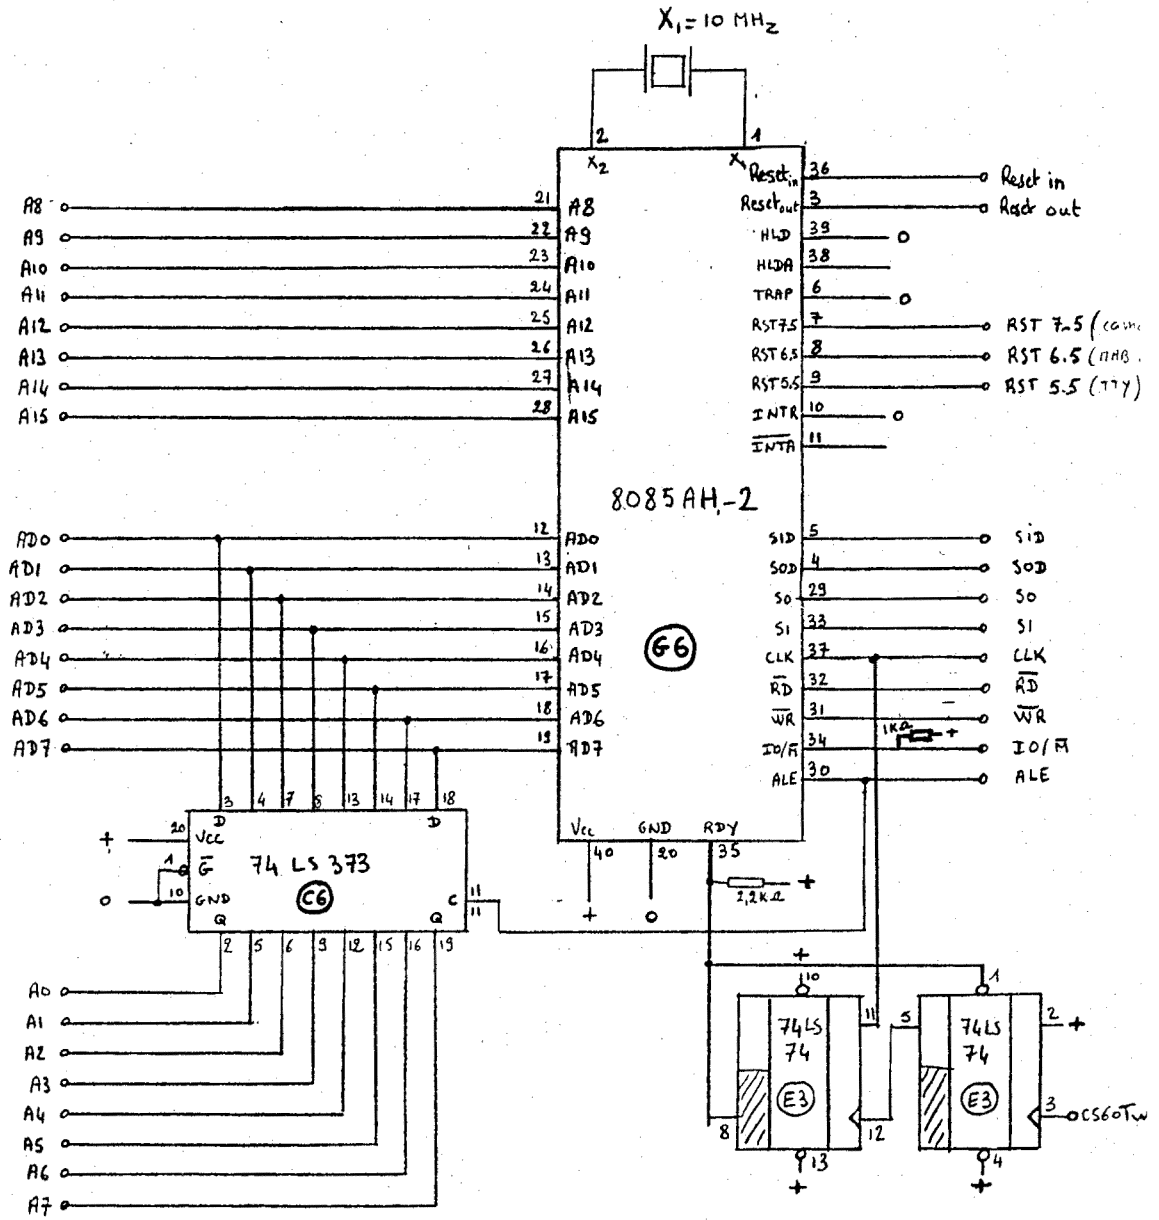 X₁=10 MHz
2 1
X₂ X₁
Reset in 36 Reset in
A8 21 A8 Reset out 3 Reset out
A9 22 A9 HLD 39
A10 23 A10 HLDA 38
A11 24 A11 TRAP 6
A12 25 A12 RST7.5 7 RST 7.5 (
A13 26 A13 RST6.5 8 RST 6.5 (
A14 27 A14 RST5.5 9 RST 5.5 (TTY)
A15 28 A15 INTR 10
INTA 11
8085AH-2
AD0 12 AD0 SID 5 SID
AD1 13 AD1 SOD 4 SOD
AD2 14 AD2 S0 29 S0
AD3 15 AD3 S1 33 S1
G6
AD4 16 AD4 CLK 37 CLK
AD5 17 AD5 RD 32 RD
AD6 18 AD6 WR 31 WR
1KΩ +
AD7 19 AD7 IO/M 34 IO/M
ALE 30 ALE
3 4 7 8 13 14 17 18
D D
+ 20 Vcc
Vcc GND RDY
40 20 35
1 G 74 LS 373
10 GND C6 C 11
11
2,2KΩ +
+
Q Q
2 5 6 9 12 15 16 19
+
10 1
A0
A1 74LS 11 5 74LS 2 +
74 74
A2
A3
E3 E3
A4 8 12 3 CS60TW
A5
13 4
A6
+ +
A7